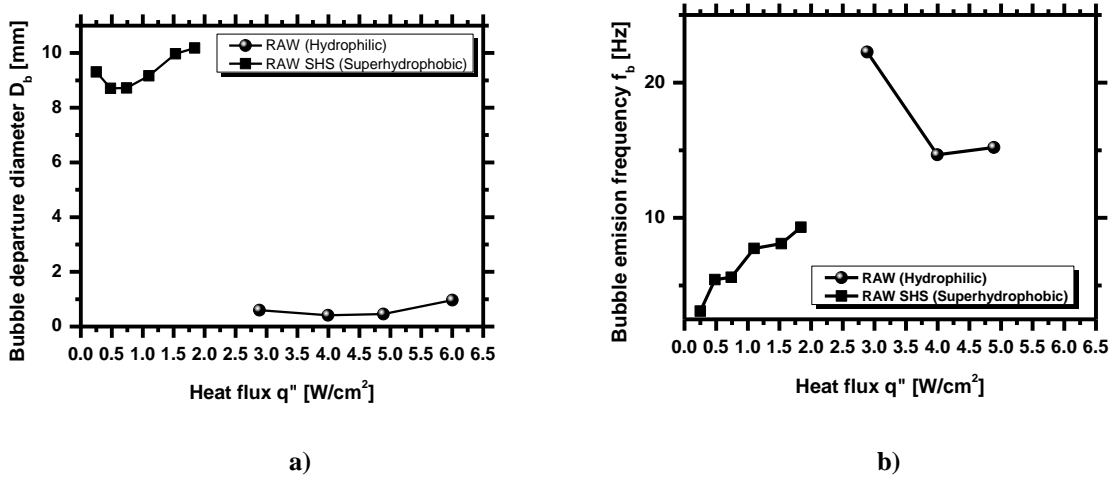 Bubble departure diameter D_b [mm]
10
8
6
4
2
0
RAW (Hydrophilic)
RAW SHS (Superhydrophobic)
0.0 0.5 1.0 1.5 2.0 2.5 3.0 3.5 4.0 4.5 5.0 5.5 6.0 6.5
Heat flux q" [W/cm²]
a)
Bubble emission frequency f_b [Hz]
20
10
RAW (Hydrophilic)
RAW SHS (Superhydrophobic)
0.0 0.5 1.0 1.5 2.0 2.5 3.0 3.5 4.0 4.5 5.0 5.5 6.0 6.5
Heat flux q" [W/cm²]
b)